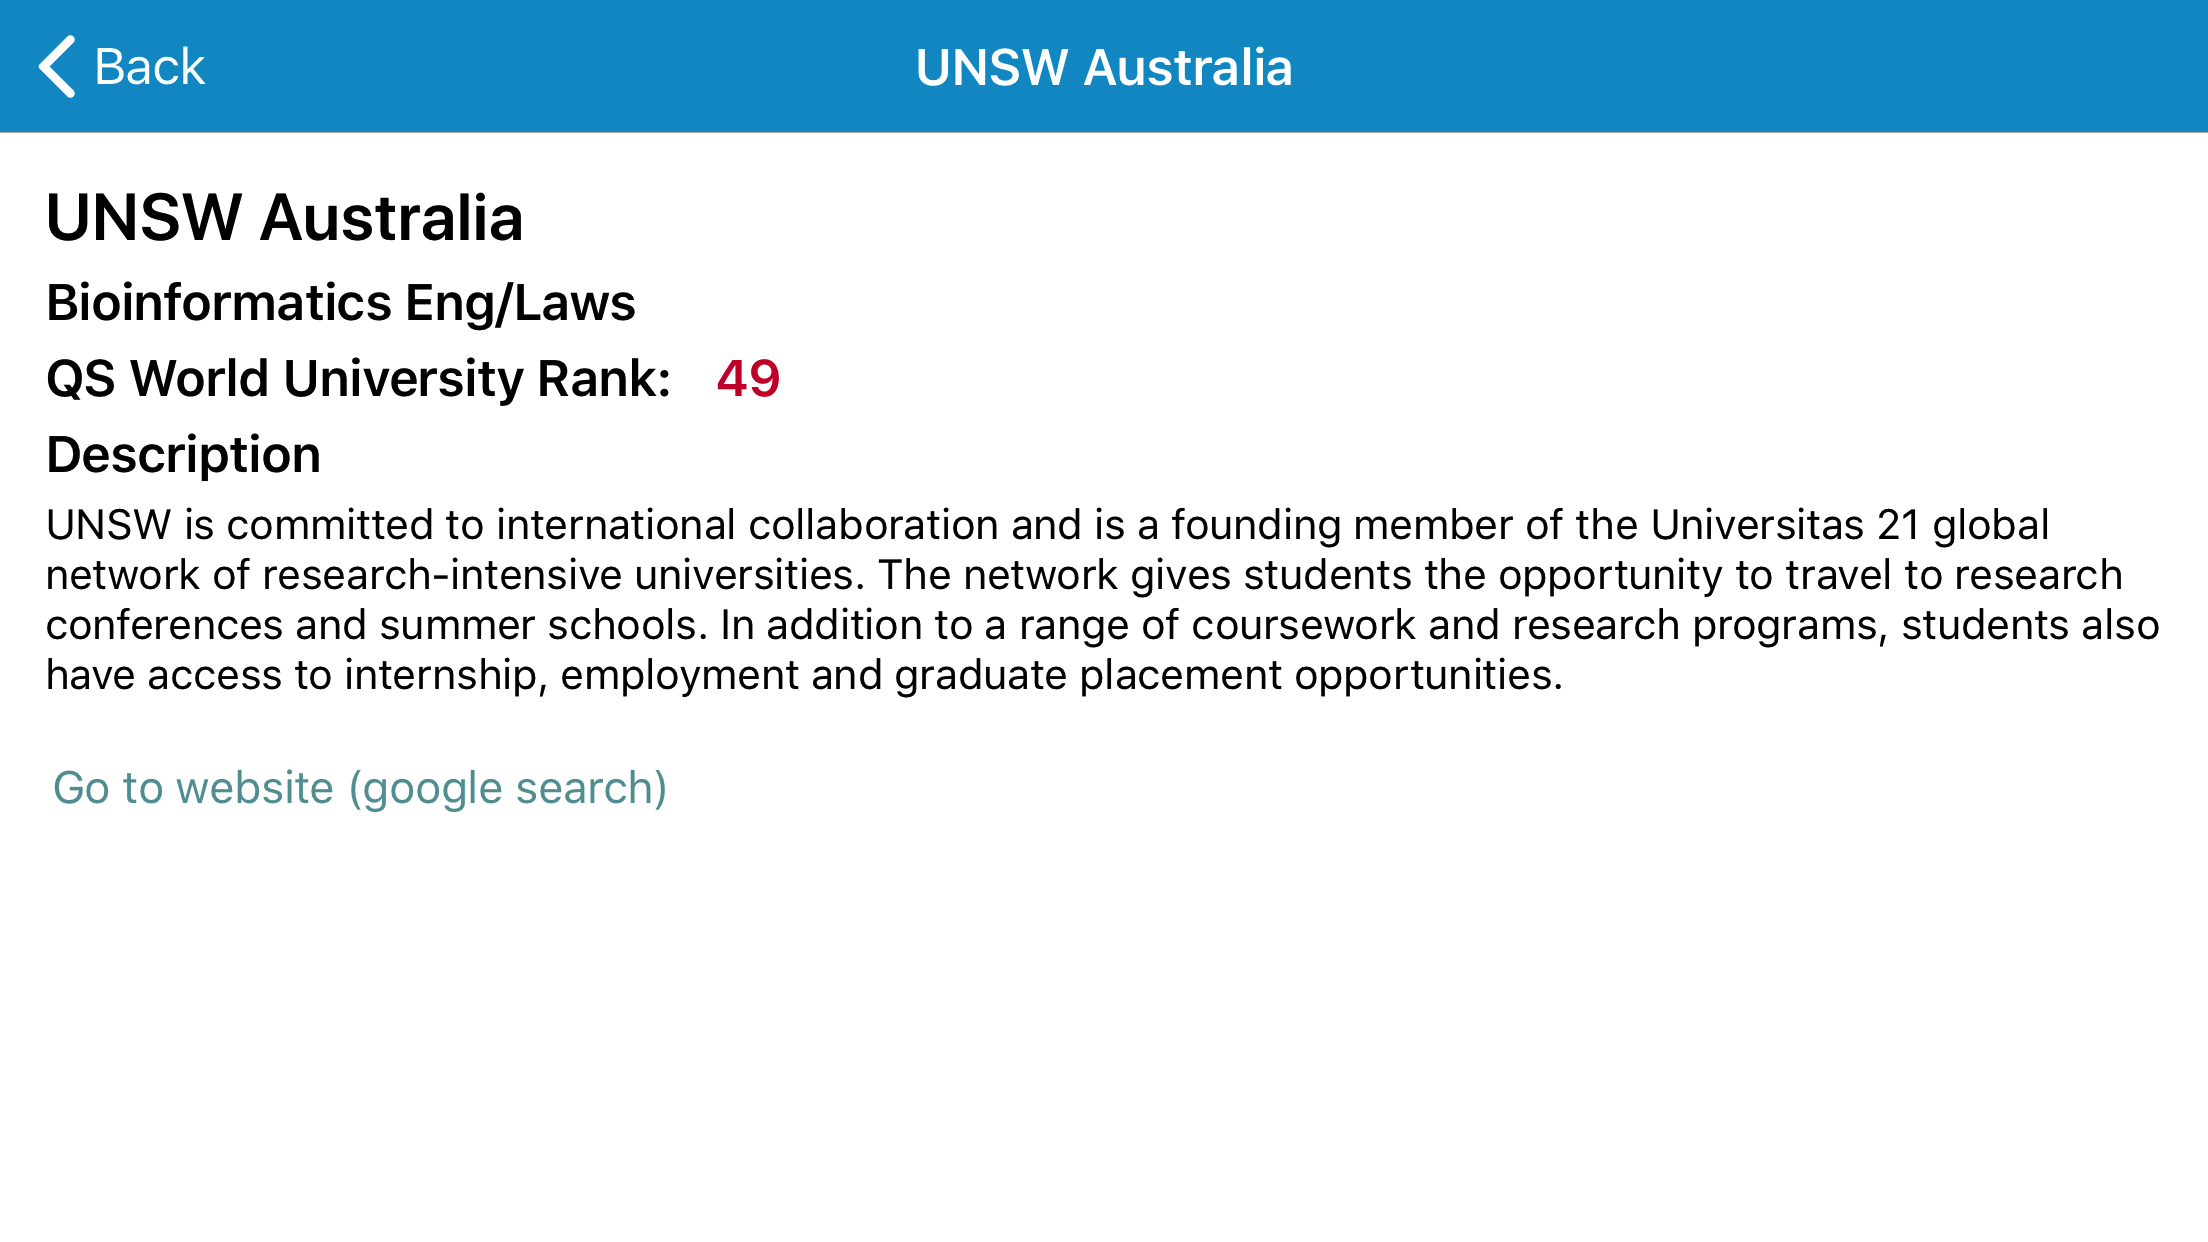 Back
UNSW Australia
UNSW Australia
Bioinformatics Eng/Laws
QS World University Rank: 49
Description
UNSW is committed to international collaboration and is a founding member of the Universitas 21 global
network of research-intensive universities. The network gives students the opportunity to travel to research
conferences and summer schools. In addition to a range of coursework and research programs, students also
have access to internship, employment and graduate placement opportunities.
Go to website (google search)